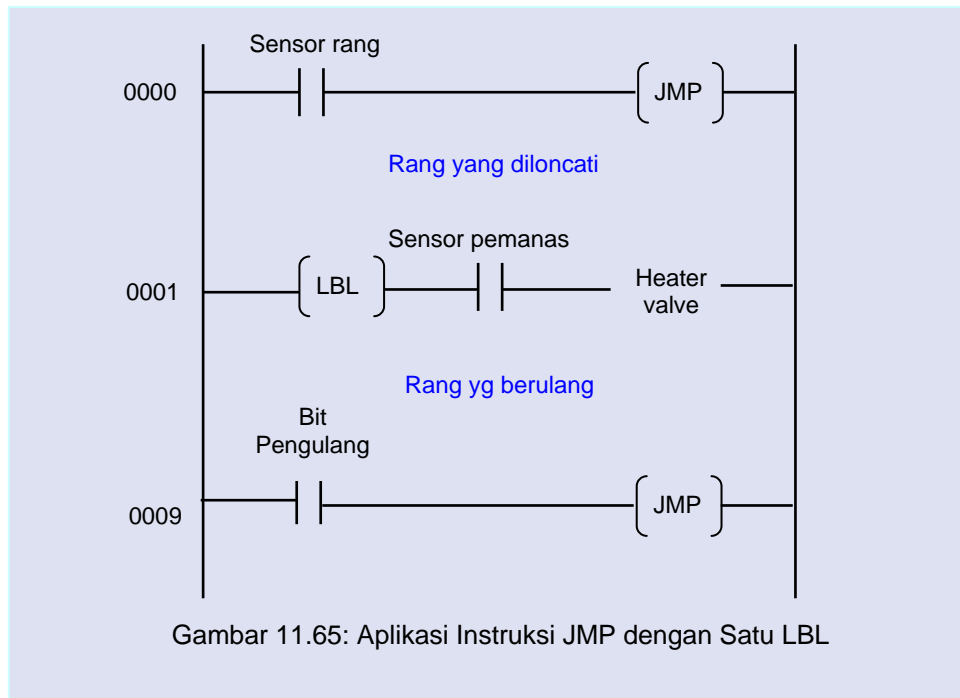 Sensor rang
0000
JMP
Rang yang diloncati
Sensor pemanas
0001
LBL
Heater
valve
Rang yg berulang
Bit
Pengulang
0009
JMP
Gambar 11.65: Aplikasi Instruksi JMP dengan Satu LBL